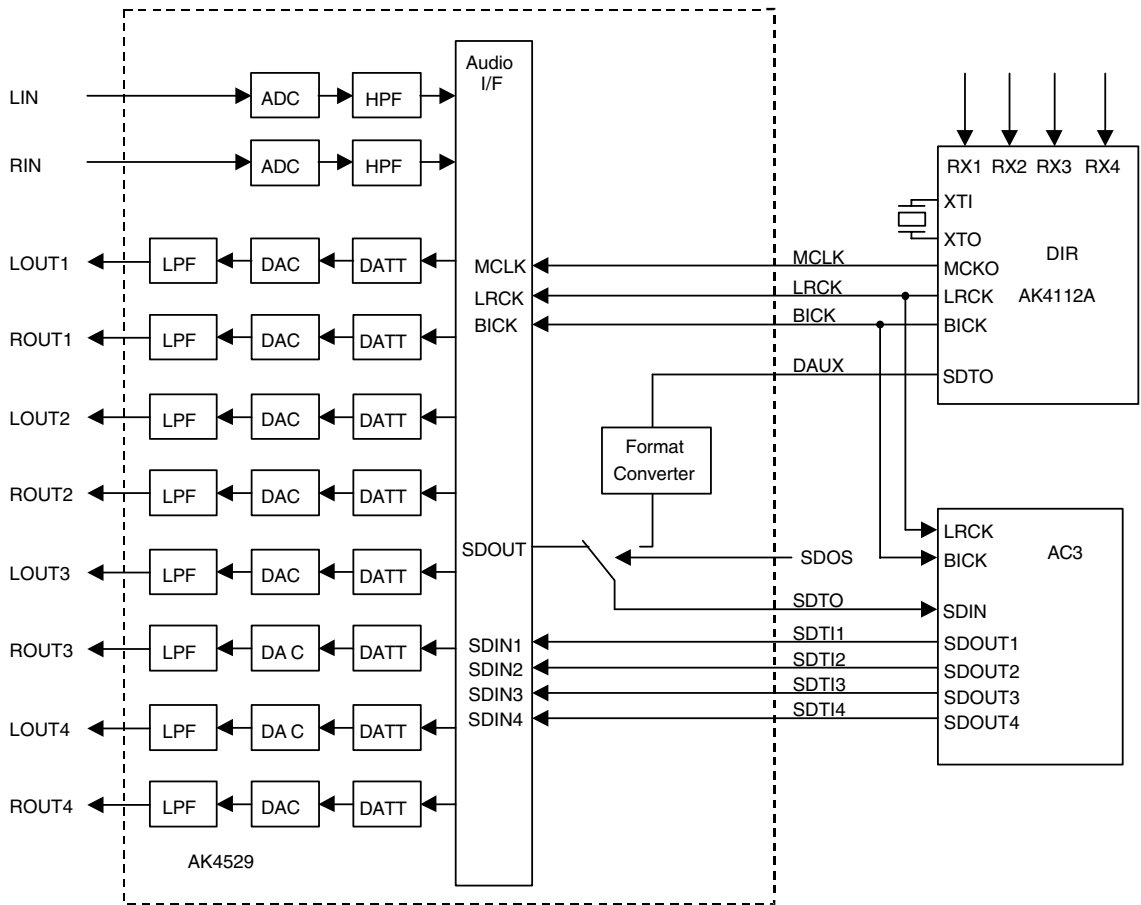 Audio
I/F
LIN
ADC
HPF
RIN
ADC
HPF
RX1 RX2 RX3 RX4
XTI
XTO
DIR
LOUT1
LPF
DAC
DATT
MCLK
MCLK
MCKO
LRCK
LRCK
LRCK
AK4112A
ROUT1
LPF
DAC
DATT
BICK
BICK
BICK
DAUX
SDTO
LOUT2
LPF
DAC
DATT
Format
Converter
ROUT2
LPF
DAC
DATT
LRCK
SDOUT
SDOS
BICK
AC3
LOUT3
LPF
DAC
DATT
SDTO
SDIN
ROUT3
LPF
DA C
DATT
SDIN1
SDTI1
SDOUT1
SDIN2
SDTI2
SDOUT2
SDIN3
SDTI3
SDOUT3
SDIN4
SDTI4
SDOUT4
LOUT4
LPF
DA C
DATT
ROUT4
LPF
DAC
DATT
AK4529